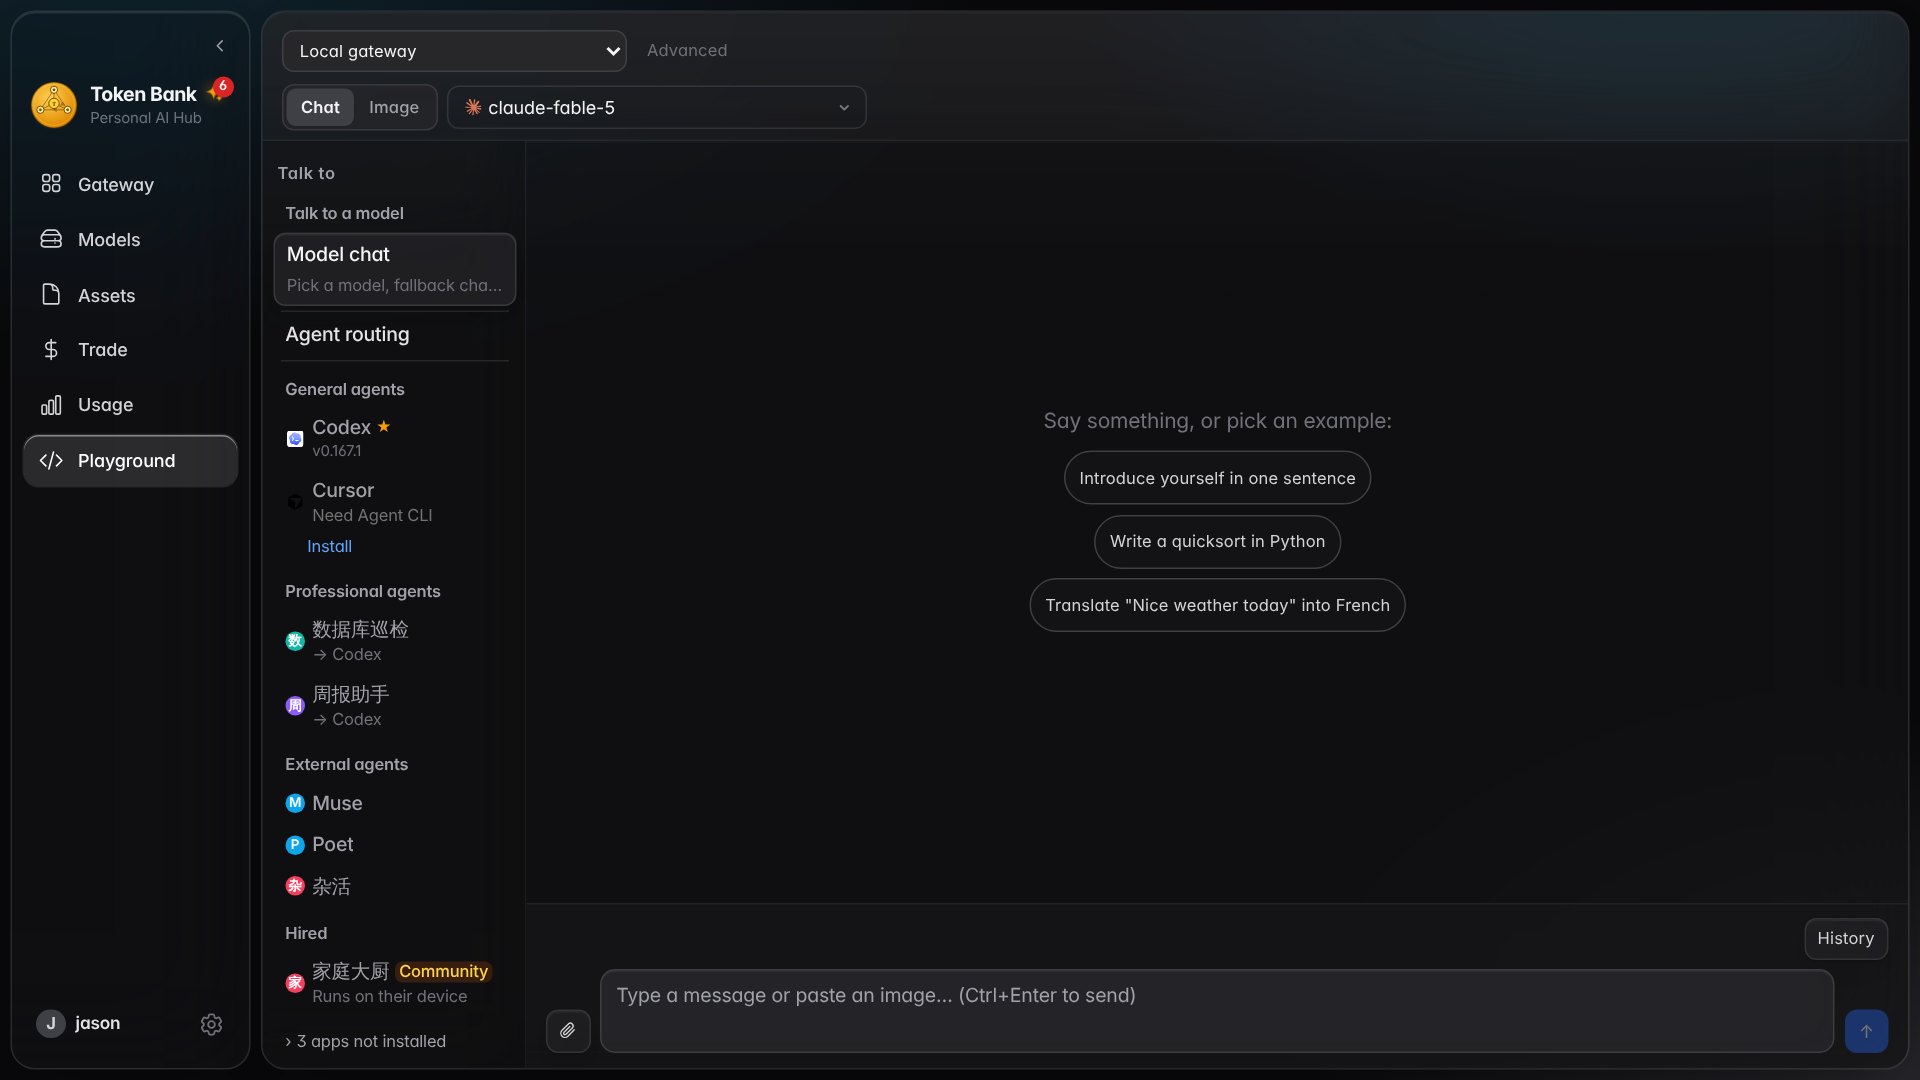 Token Bank
6
Personal AI Hub
Gateway
Models
Assets
Trade
Usage
Playground
J
jason
Local gateway
Advanced
Chat
Image
claude-fable-5
Talk to
Talk to a model
Model chat
Pick a model, fallback cha...
Agent routing
General agents
Codex
v0.167.1
Cursor
Need Agent CLI
Install
Professional agents
数
数据库巡检
→ Codex
周
周报助手
→ Codex
External agents
M
Muse
P
Poet
杂
杂活
Hired
家
家庭大厨 Community
Runs on their device
› 3 apps not installed
Say something, or pick an example:
Introduce yourself in one sentence
Write a quicksort in Python
Translate "Nice weather today" into French
History
Type a message or paste an image... (Ctrl+Enter to send)